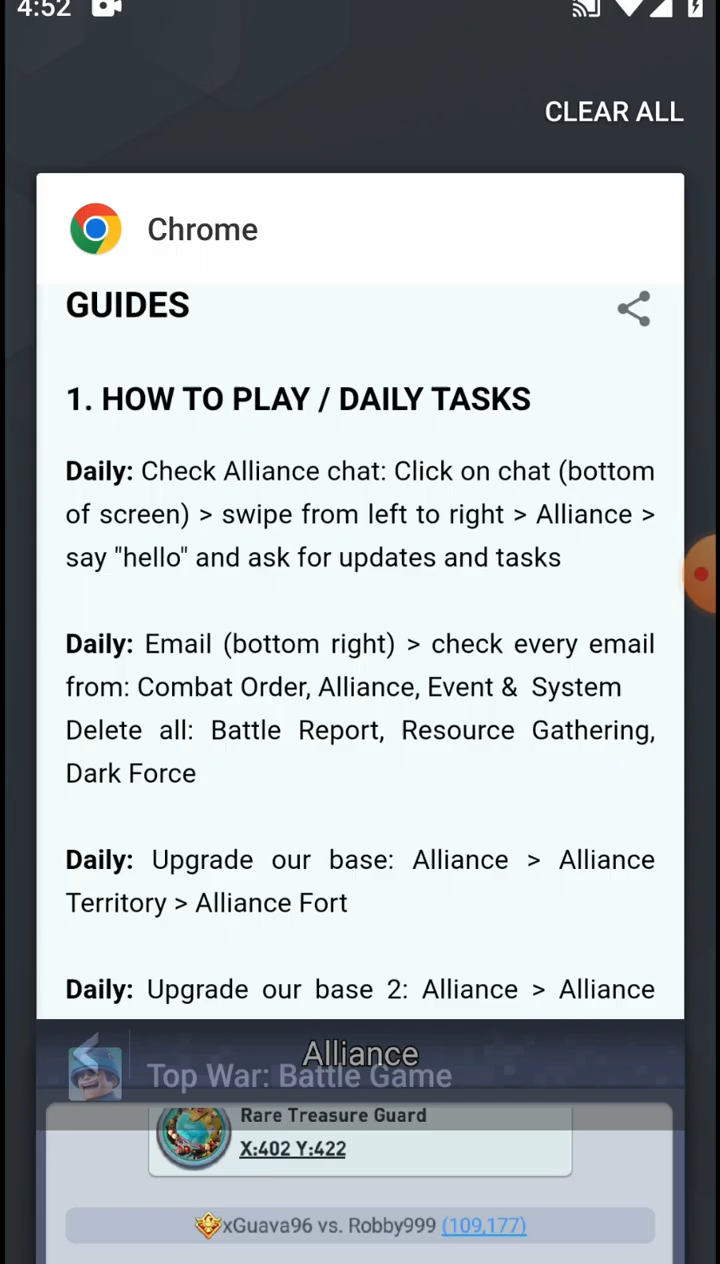 4:52
CLEAR ALL
Chrome
GUIDES
1. HOW TO PLAY / DAILY TASKS
Daily: Check Alliance chat: Click on chat (bottom
of screen) > swipe from left to right > Alliance >
say "hello" and ask for updates and tasks
Daily: Email (bottom right) > check every email
from: Combat Order, Alliance, Event & System
Delete all: Battle Report, Resource Gathering,
Dark Force
Daily: Upgrade our base: Alliance > Alliance
Territory > Alliance Fort
Daily: Upgrade our base 2: Alliance > Alliance
Alliance
Top War: Battle Game
Rare Treasure Guard
X:402 Y:422
xGuava96 vs. Robby999 (109,177)